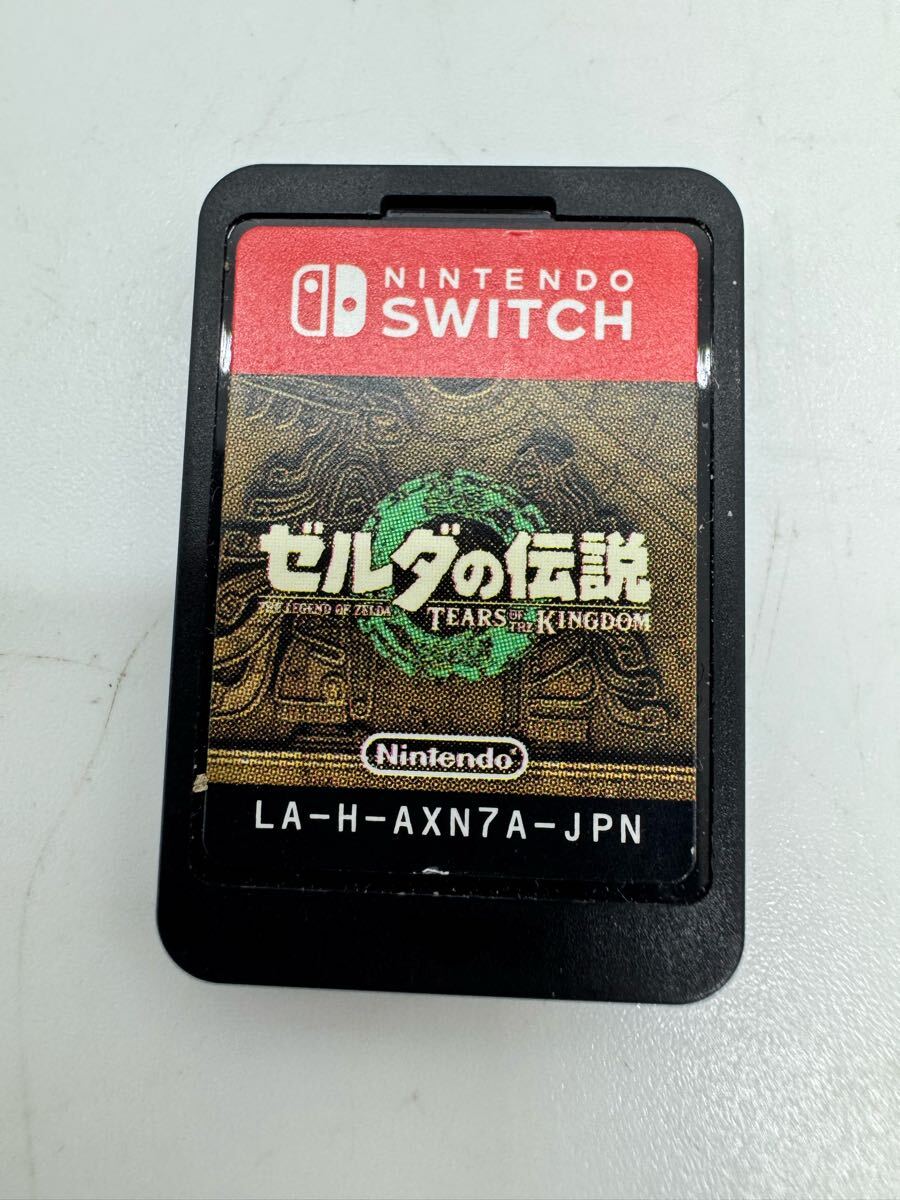 NINTENDO
SWITCH
ゼルダの伝説
THE LEGEND OF ZELDA
TEARS OF THE KINGDOM
Nintendo
LA-H-AXN7A-JPN